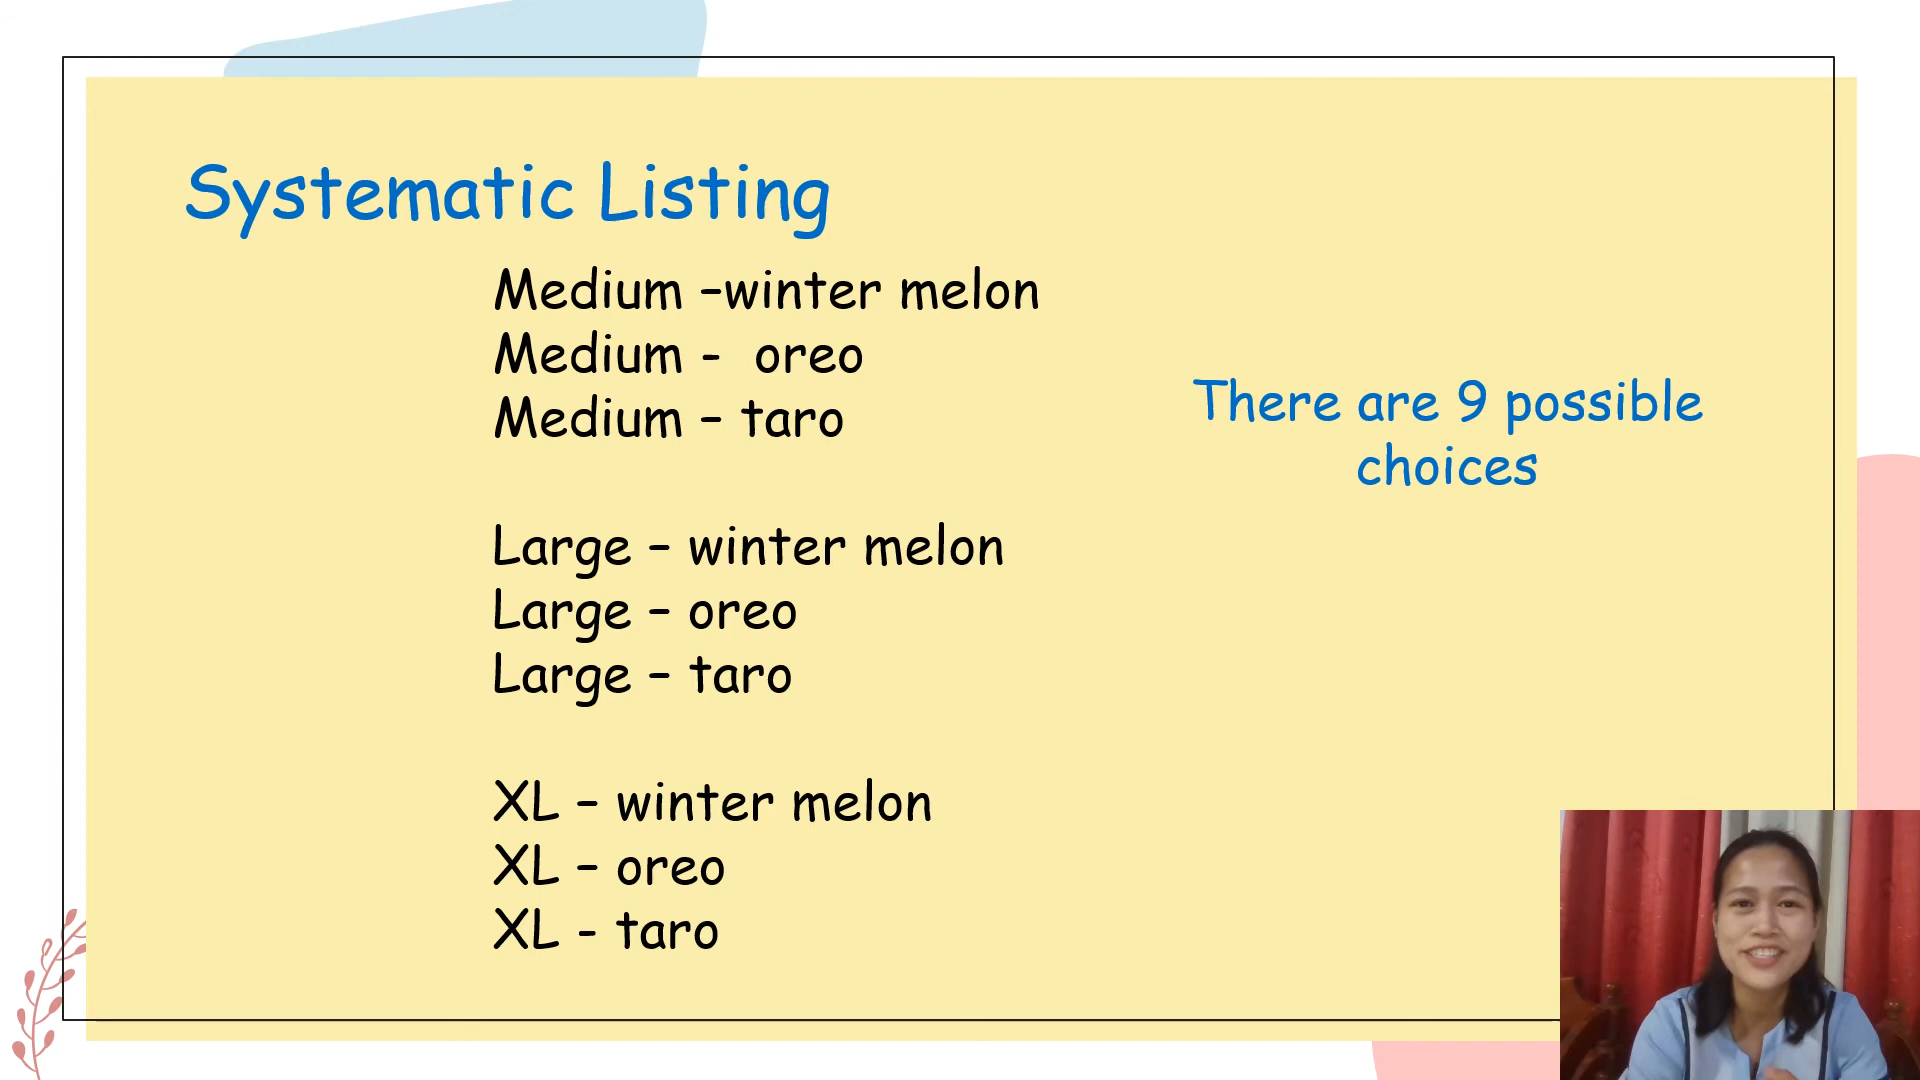 Systematic Listing
Medium –winter melon
Medium -  oreo
Medium – taro
There are 9 possible
choices
Large – winter melon
Large – oreo
Large – taro
XL – winter melon
XL – oreo
XL - taro